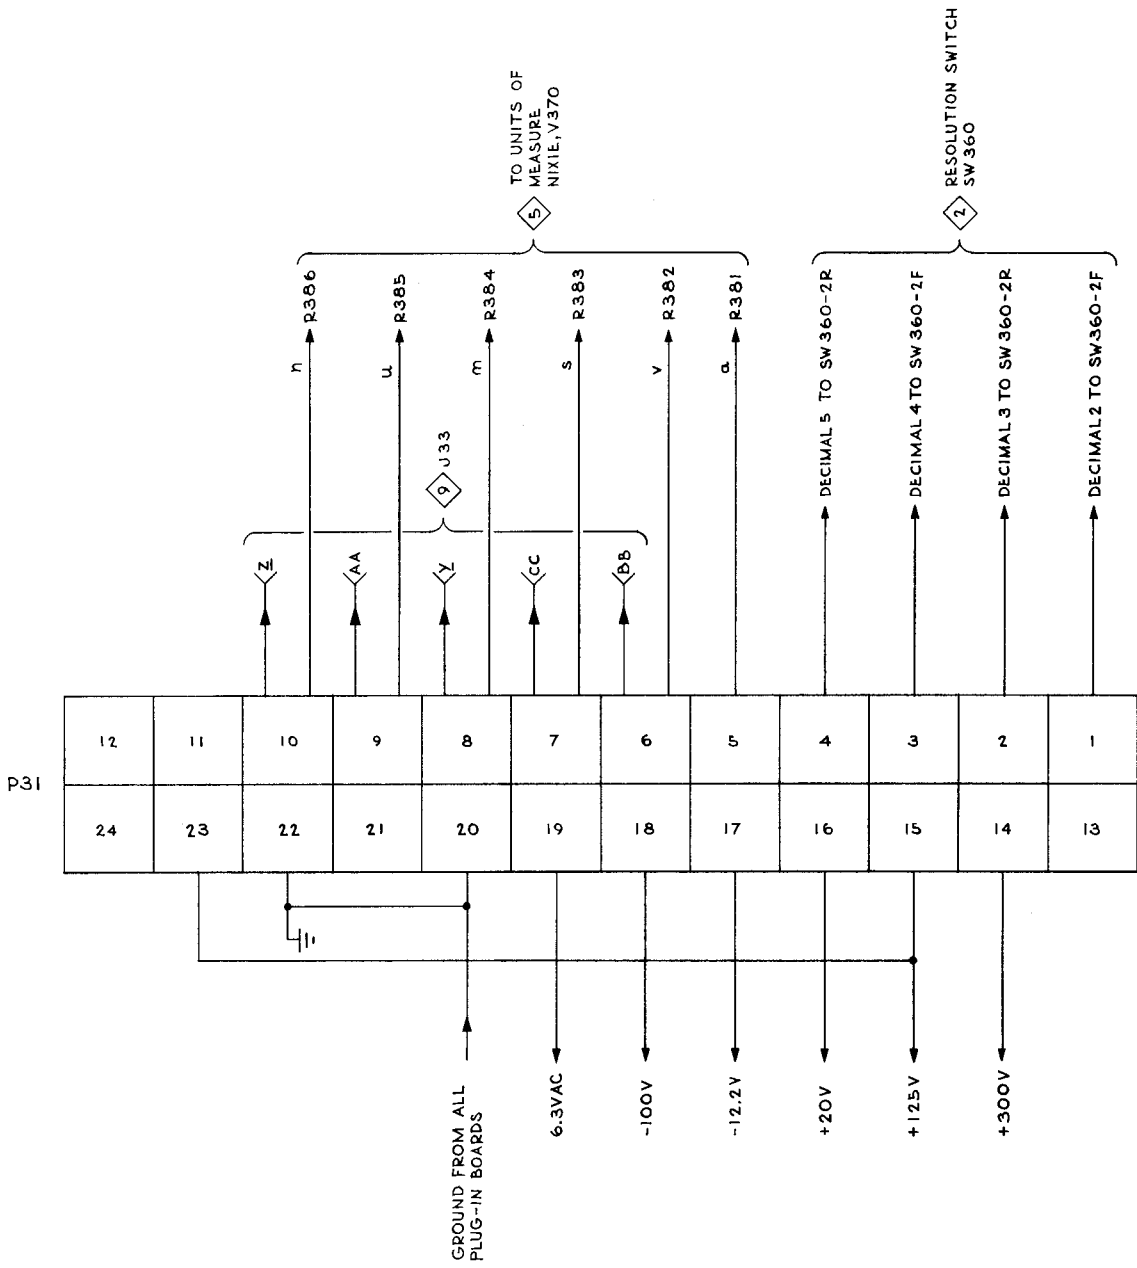 P31
12
11
10
9
8
7
6
5
4
3
2
1
24
23
22
21
20
19
18
17
16
15
14
13
Z
AA
Y
CC
BB
9
J33
n
R386
u
R385
m
R384
s
R383
v
R382
a
R381
5
TO UNITS OF
MEASURE
NIXIE, V370
DECIMAL 5 TO SW 360-2R
DECIMAL 4 TO SW 360-2F
DECIMAL 3 TO SW 360-2R
DECIMAL 2 TO SW 360-2F
2
RESOLUTION SWITCH
SW 360
GROUND FROM ALL
PLUG-IN BOARDS
6.3VAC
-100V
-12.2V
+20V
+125V
+300V